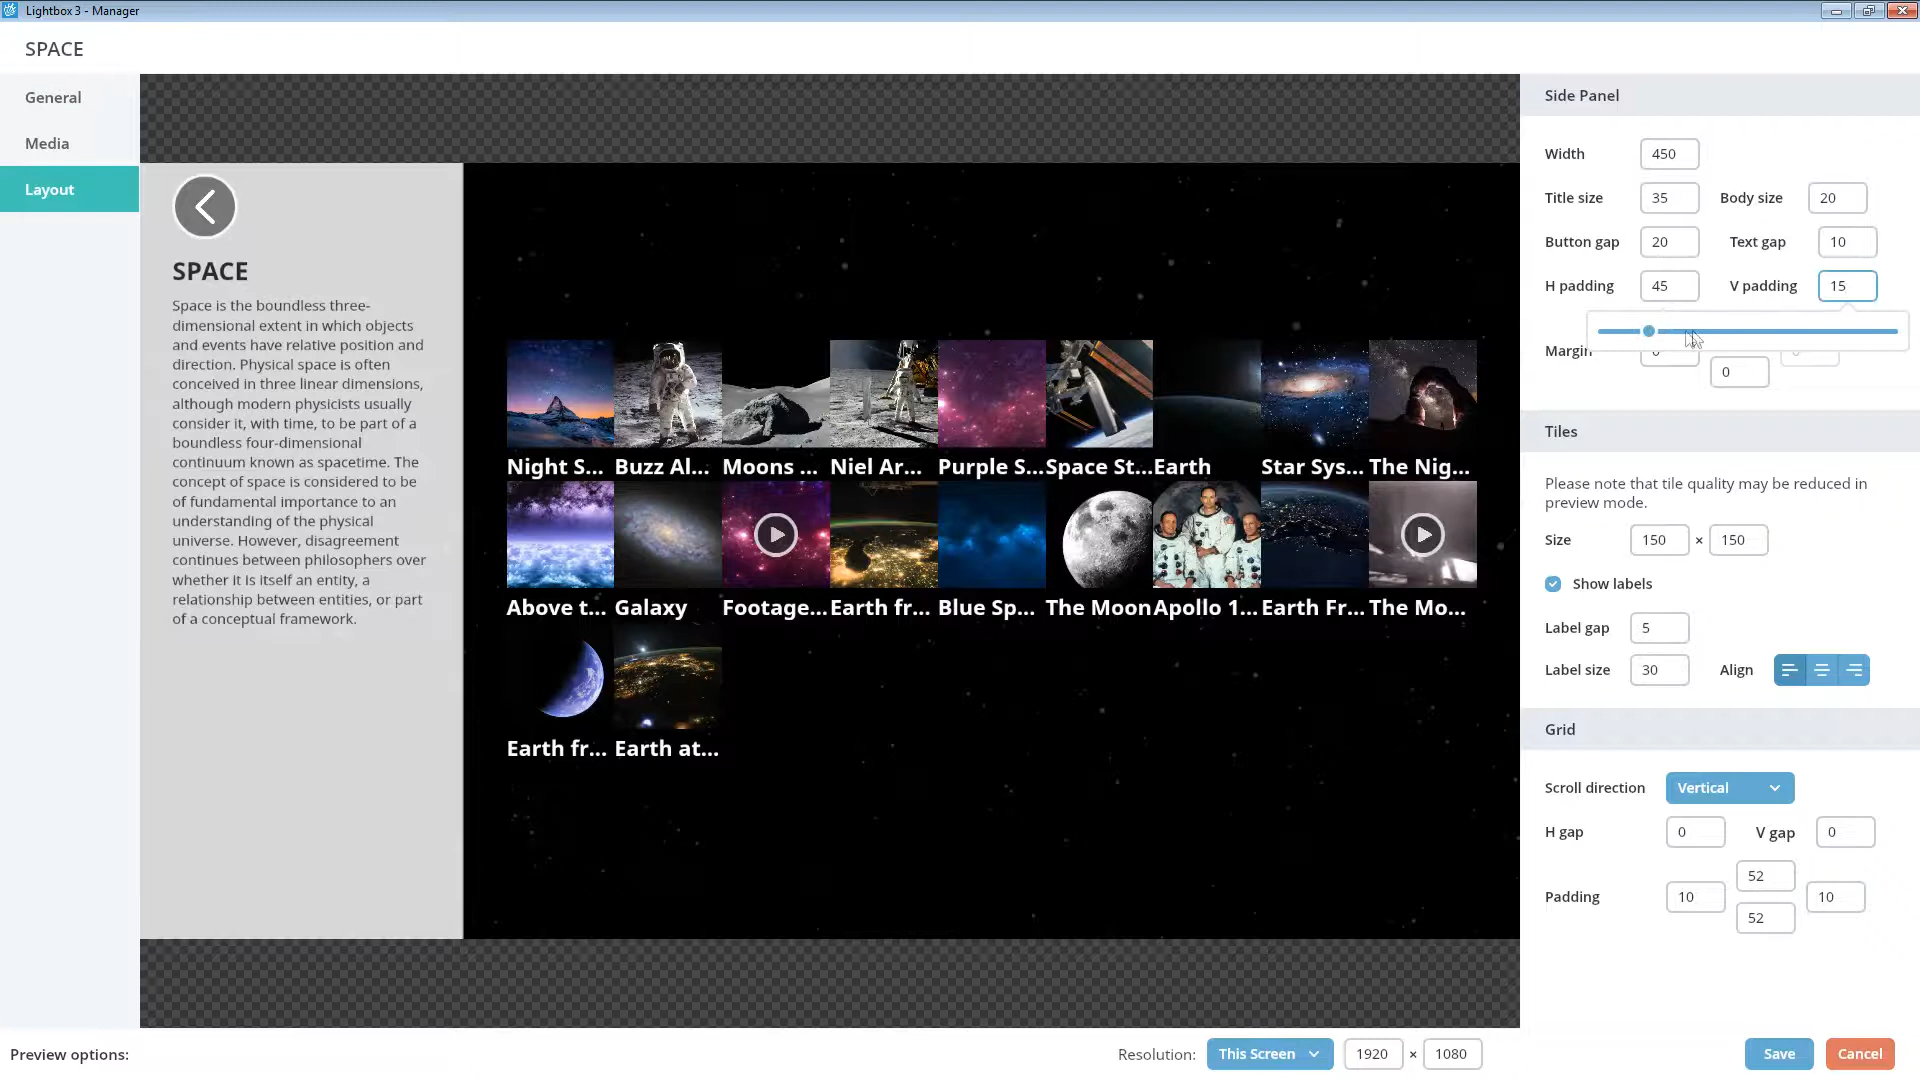 Lightbox 3 - Manager
SPACE
General
Media
Layout
SPACE
Space is the boundless three-
dimensional extent in which objects
and events have relative position and
direction. Physical space is often
conceived in three linear dimensions,
although modern physicists usually
consider it, with time, to be part of a
boundless four-dimensional
continuum known as spacetime. The
concept of space is considered to be
of fundamental importance to an
understanding of the physical
universe. However, disagreement
continues between philosophers over
whether it is itself an entity, a
relationship between entities, or part
of a conceptual framework.
Night S... Buzz Al... Moons ... Niel Ar... Purple S... Space St... Earth Star Sys... The Nig...
Above t... Galaxy Footage... Earth fr... Blue Sp... The Moon Apollo 1... Earth Fr... The Mo...
Earth fr... Earth at...
Side Panel
Width 450
Title size 35 Body size 20
Button gap 20 Text gap 10
H padding 45 V padding 15
Margin
0
Tiles
Please note that tile quality may be reduced in
preview mode.
Size 150 × 150
Show labels
Label gap 5
Label size 30 Align
Grid
Scroll direction Vertical
H gap 0 V gap 0
52
Padding 10 10
52
Preview options:
Resolution: This Screen 1920 × 1080
Save Cancel